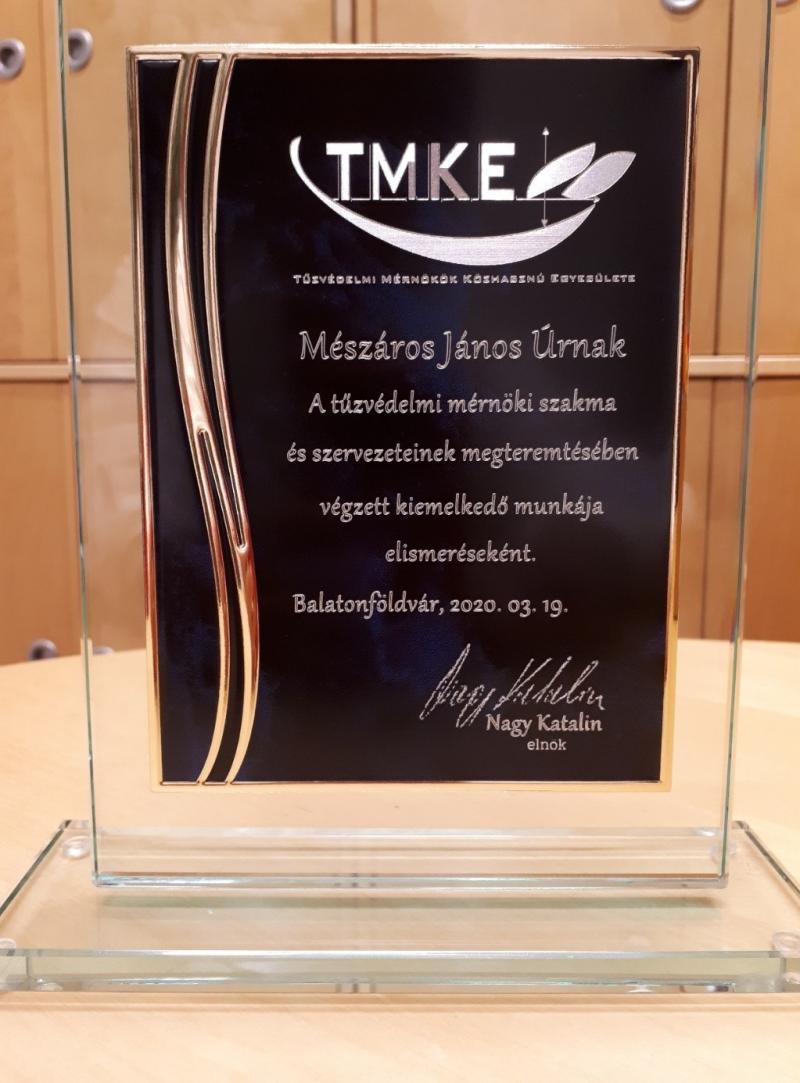 TMKE
Tűzvédelmi Mérnökök Közhasznú Egyesülete
Mészáros János Úrnak
A tűzvédelmi mérnöki szakma
és szervezeteinek megteremtésében
végzett kiemelkedő munkája
elismeréseként.
Balatonföldvár, 2020. 03. 19.
Nagy Katalin
Nagy Katalin
elnök